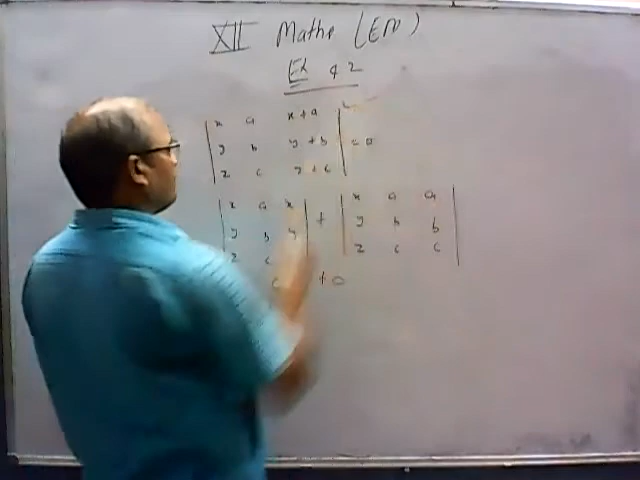 XII Maths (EM)
Ex 4.2
| x a x+a |
| y b y+b | = 0
| z c z+c |
| x a x | + | x a a |
| y b y | | y b b |
| z c | | z c c |
+ 0